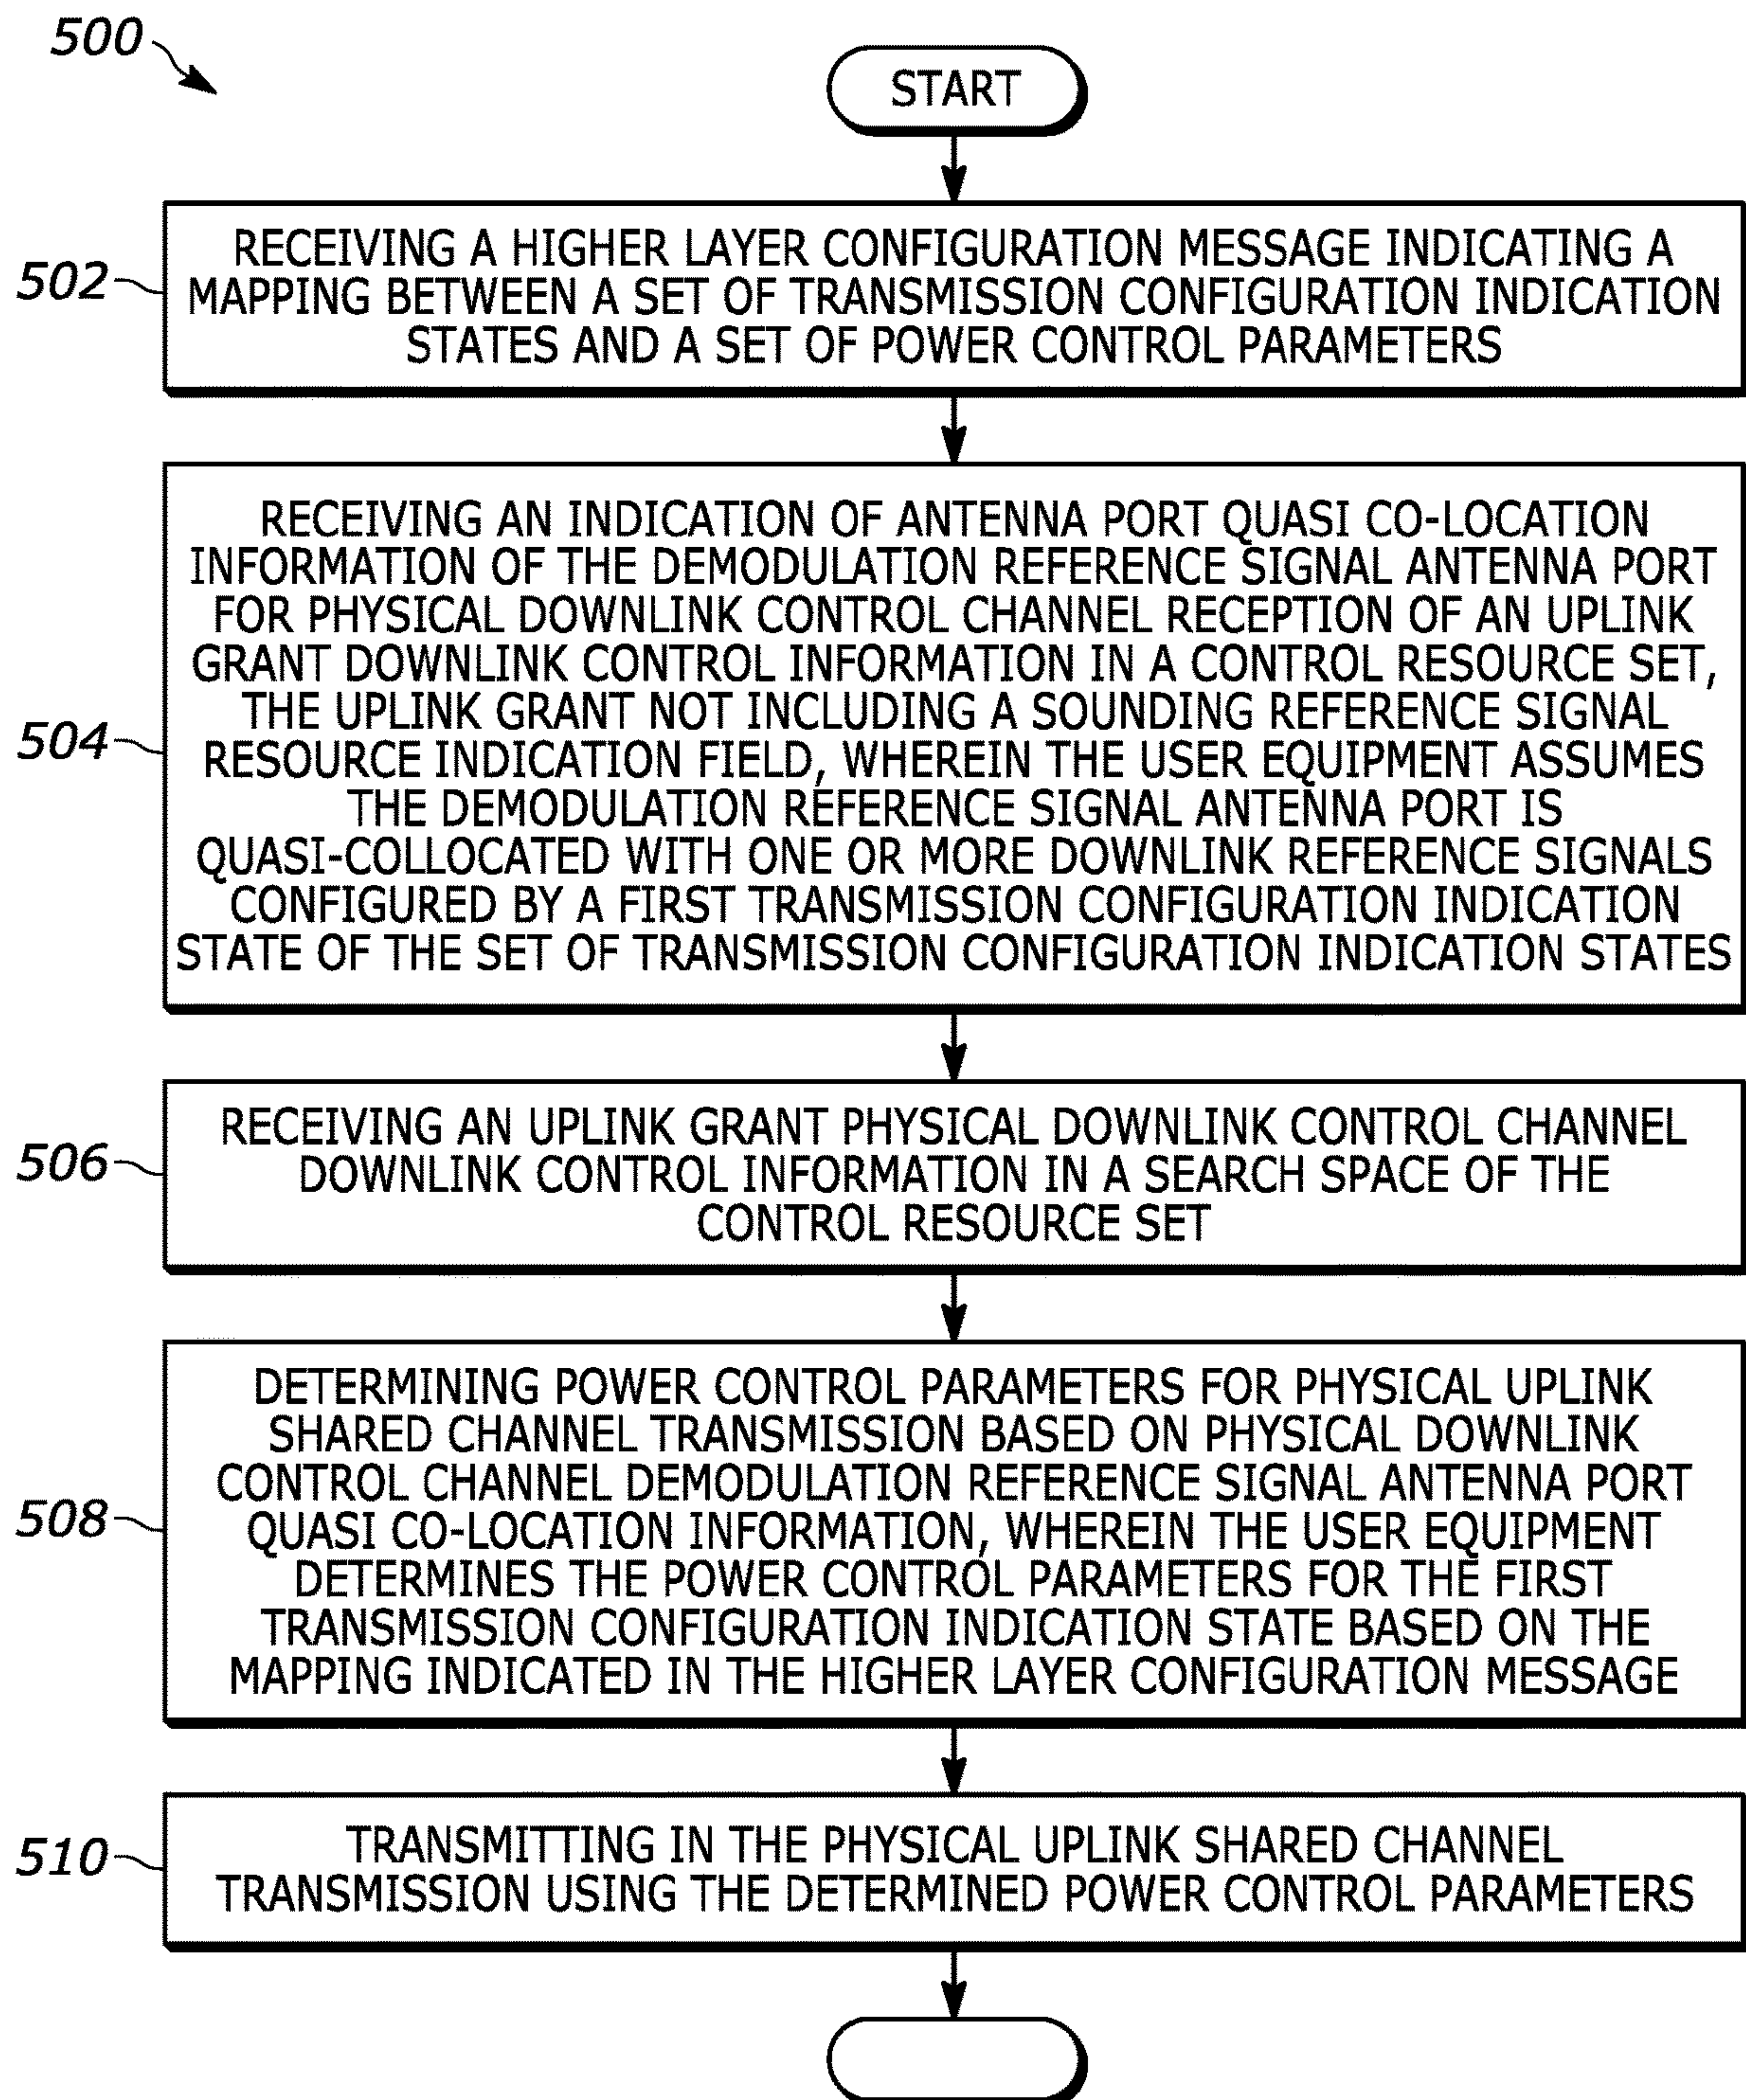 500
START
502
RECEIVING A HIGHER LAYER CONFIGURATION MESSAGE INDICATING A
MAPPING BETWEEN A SET OF TRANSMISSION CONFIGURATION INDICATION
STATES AND A SET OF POWER CONTROL PARAMETERS
504
RECEIVING AN INDICATION OF ANTENNA PORT QUASI CO-LOCATION
INFORMATION OF THE DEMODULATION REFERENCE SIGNAL ANTENNA PORT
FOR PHYSICAL DOWNLINK CONTROL CHANNEL RECEPTION OF AN UPLINK
GRANT DOWNLINK CONTROL INFORMATION IN A CONTROL RESOURCE SET,
THE UPLINK GRANT NOT INCLUDING A SOUNDING REFERENCE SIGNAL
RESOURCE INDICATION FIELD, WHEREIN THE USER EQUIPMENT ASSUMES
THE DEMODULATION REFERENCE SIGNAL ANTENNA PORT IS
QUASI-COLLOCATED WITH ONE OR MORE DOWNLINK REFERENCE SIGNALS
CONFIGURED BY A FIRST TRANSMISSION CONFIGURATION INDICATION
STATE OF THE SET OF TRANSMISSION CONFIGURATION INDICATION STATES
506
RECEIVING AN UPLINK GRANT PHYSICAL DOWNLINK CONTROL CHANNEL
DOWNLINK CONTROL INFORMATION IN A SEARCH SPACE OF THE
CONTROL RESOURCE SET
508
DETERMINING POWER CONTROL PARAMETERS FOR PHYSICAL UPLINK
SHARED CHANNEL TRANSMISSION BASED ON PHYSICAL DOWNLINK
CONTROL CHANNEL DEMODULATION REFERENCE SIGNAL ANTENNA PORT
QUASI CO-LOCATION INFORMATION, WHEREIN THE USER EQUIPMENT
DETERMINES THE POWER CONTROL PARAMETERS FOR THE FIRST
TRANSMISSION CONFIGURATION INDICATION STATE BASED ON THE
MAPPING INDICATED IN THE HIGHER LAYER CONFIGURATION MESSAGE
510
TRANSMITTING IN THE PHYSICAL UPLINK SHARED CHANNEL
TRANSMISSION USING THE DETERMINED POWER CONTROL PARAMETERS